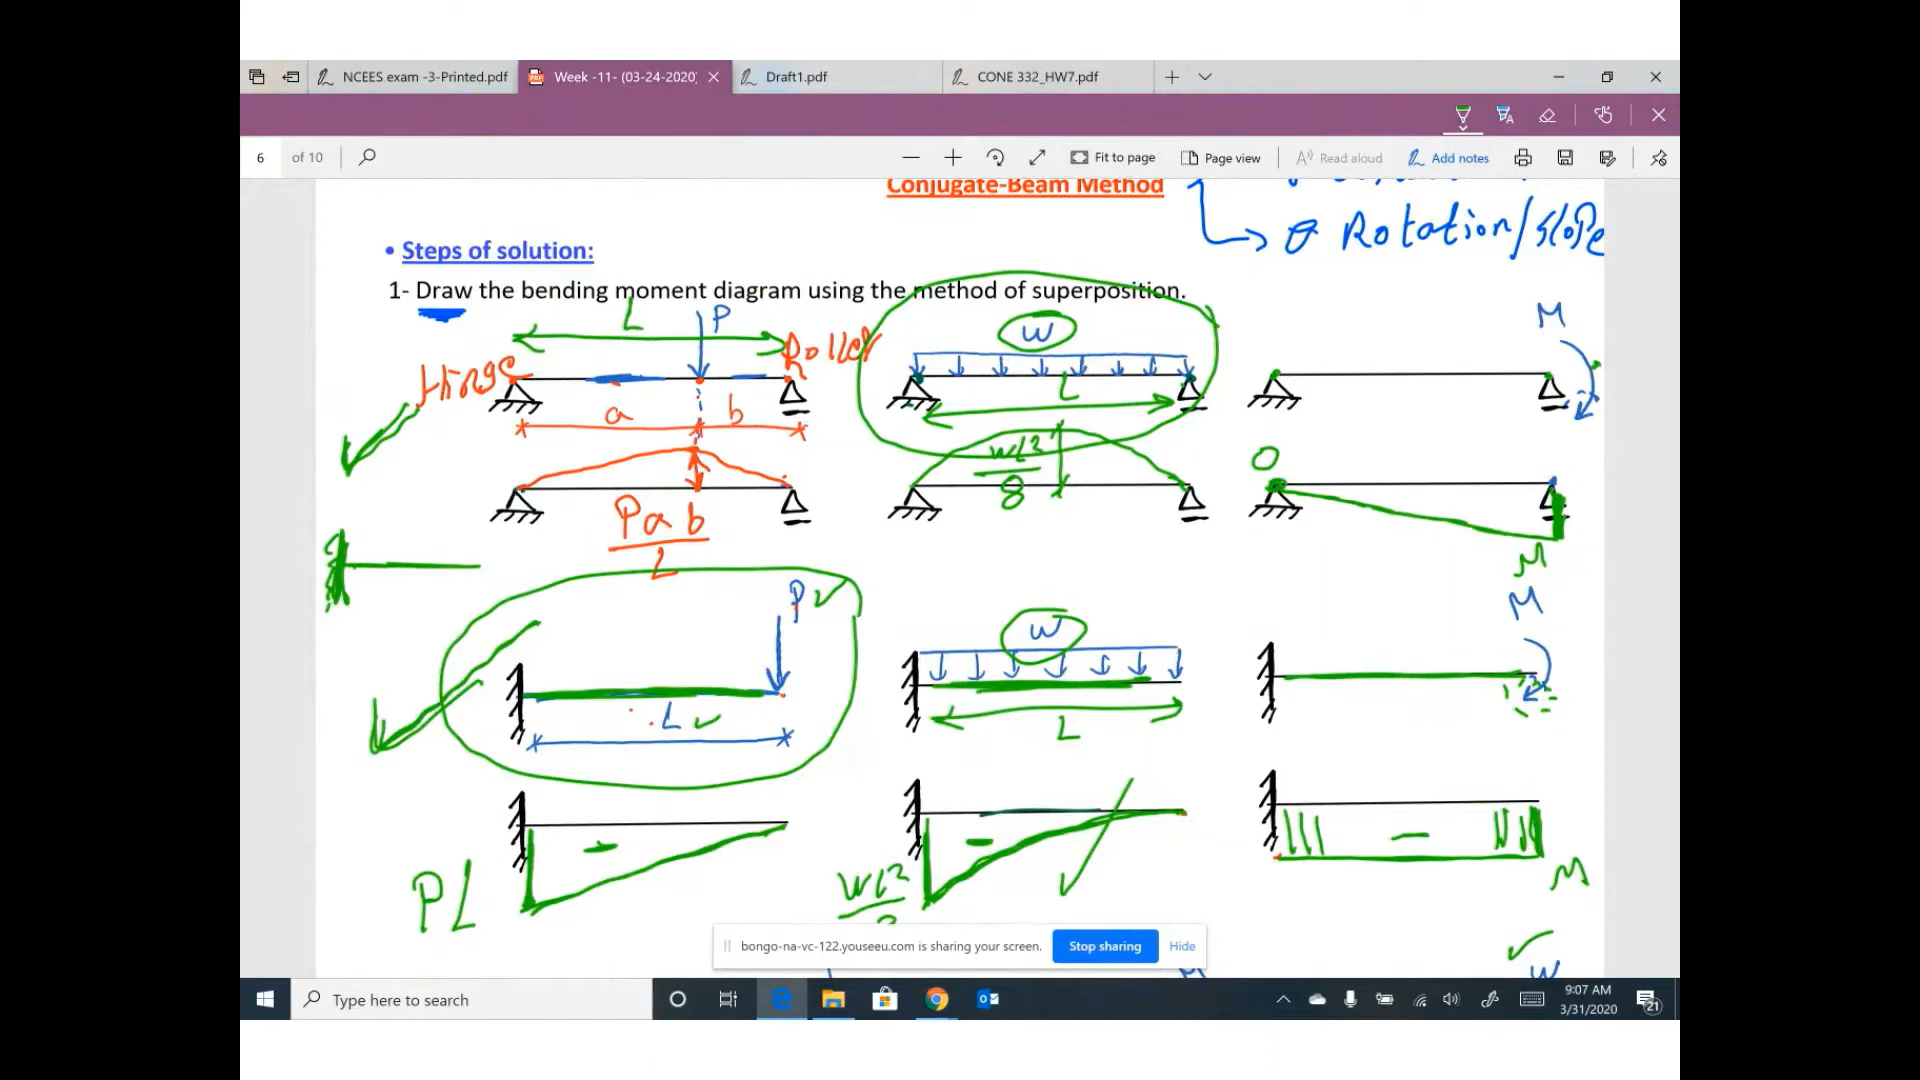 NCEES exam -3-Printed.pdf
Week -11- (03-24-2020)
Draft1.pdf
CONE 332_HW7.pdf
6 of 10
Fit to page
Page view
Read aloud
Add notes
Conjugate-Beam Method
θ Rotation/slope
• Steps of solution:
1- Draw the bending moment diagram using the method of superposition.
L
P
w
M
Hinge
Roller
a
b
L
wL²
8
O
Pab
L
M
P
w
M
L
L
PL
wL²
M
bongo-na-vc-122.youseeu.com is sharing your screen.
Stop sharing
Hide
w
Type here to search
9:07 AM
3/31/2020
21